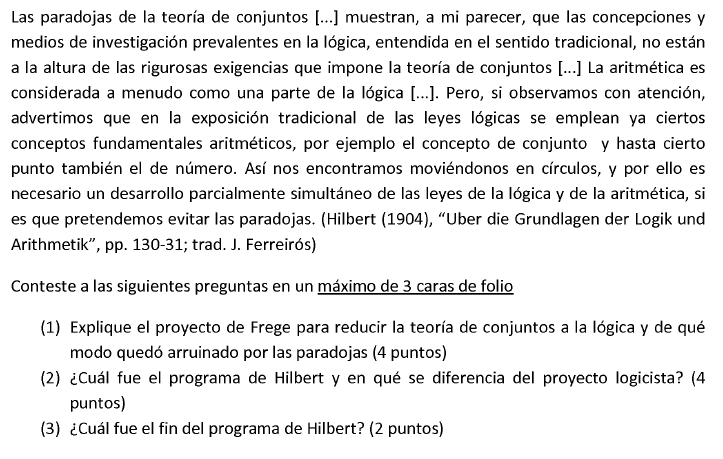 Las paradojas de la teoría de conjuntos [...] muestran, a mi parecer, que las concepciones y
medios de investigación prevalentes en la lógica, entendida en el sentido tradicional, no están
a la altura de las rigurosas exigencias que impone la teoría de conjuntos [...] La aritmética es
considerada a menudo como una parte de la lógica [...]. Pero, si observamos con atención,
advertimos que en la exposición tradicional de las leyes lógicas se emplean ya ciertos
conceptos fundamentales aritméticos, por ejemplo el concepto de conjunto y hasta cierto
punto también el de número. Así nos encontramos moviéndonos en círculos, y por ello es
necesario un desarrollo parcialmente simultáneo de las leyes de la lógica y de la aritmética, si
es que pretendemos evitar las paradojas. (Hilbert (1904), "Uber die Grundlagen der Logik und
Arithmetik", pp. 130-31; trad. J. Ferreirós)
Conteste a las siguientes preguntas en un máximo de 3 caras de folio
(1) Explique el proyecto de Frege para reducir la teoría de conjuntos a la lógica y de qué
modo quedó arruinado por las paradojas (4 puntos)
(2) ¿Cuál fue el programa de Hilbert y en qué se diferencia del proyecto logicista? (4
puntos)
(3) ¿Cuál fue el fin del programa de Hilbert? (2 puntos)